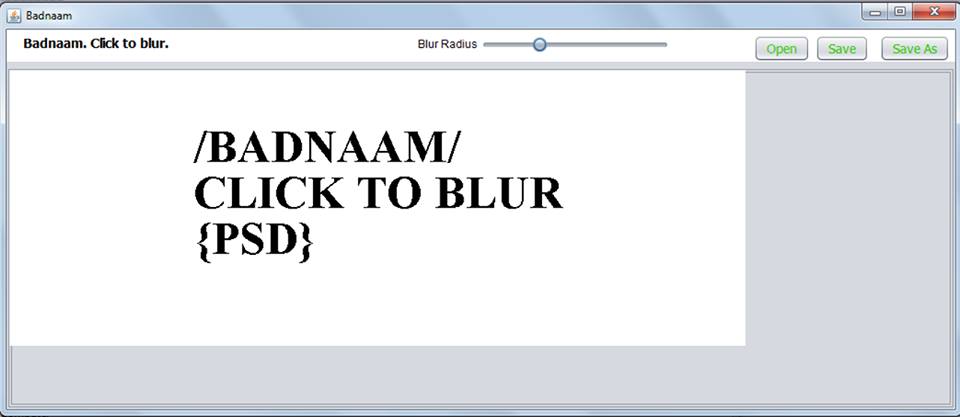 Badnaam
Badnaam. Click to blur.
Blur Radius
Open
Save
Save As
/BADNAAM/
CLICK TO BLUR
{PSD}